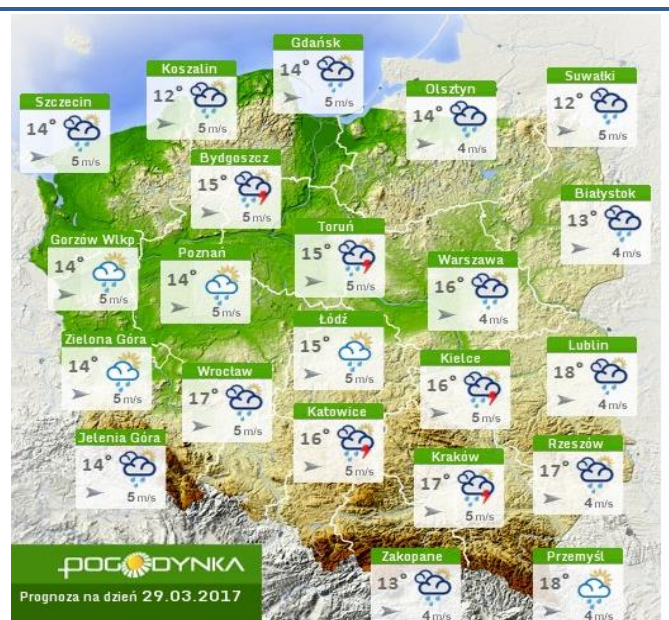 Gdańsk
14°
5 m/s
Koszalin
12°
5 m/s
Olsztyn
14°
4 m/s
Suwałki
12°
5 m/s
Szczecin
14°
5 m/s
Bydgoszcz
15°
5 m/s
Białystok
13°
4 m/s
Toruń
15°
5 m/s
Gorzów Wlkp.
14°
5 m/s
Poznań
14°
5 m/s
Warszawa
16°
4 m/s
Łódź
15°
5 m/s
Zielona Góra
14°
5 m/s
Wrocław
17°
5 m/s
Kielce
16°
5 m/s
Lublin
18°
4 m/s
Katowice
16°
5 m/s
Jelenia Góra
14°
5 m/s
Kraków
17°
5 m/s
Rzeszów
17°
4 m/s
Zakopane
13°
4 m/s
Przemyśl
18°
4 m/s
POGODYNKA
Prognoza na dzień 29.03.2017